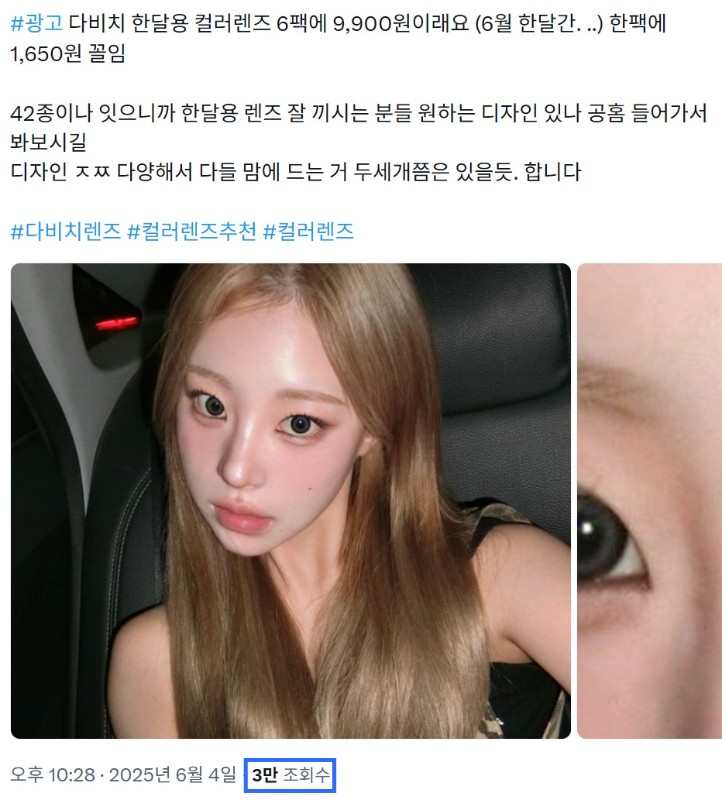 #광고 다비치 한달용 컬러렌즈 6팩에 9,900원이래요 (6월 한달간. ..) 한팩에
1,650원 꼴임
42종이나 잇으니까 한달용 렌즈 잘 끼시는 분들 원하는 디자인 있나 공홈 들어가서
봐보시길
디자인 ㅈㅉ 다양해서 다들 맘에 드는 거 두세개쯤은 있을듯. 합니다
#다비치렌즈 #컬러렌즈추천 #컬러렌즈
오후 10:28 · 2025년 6월 4일 · 3만 조회수